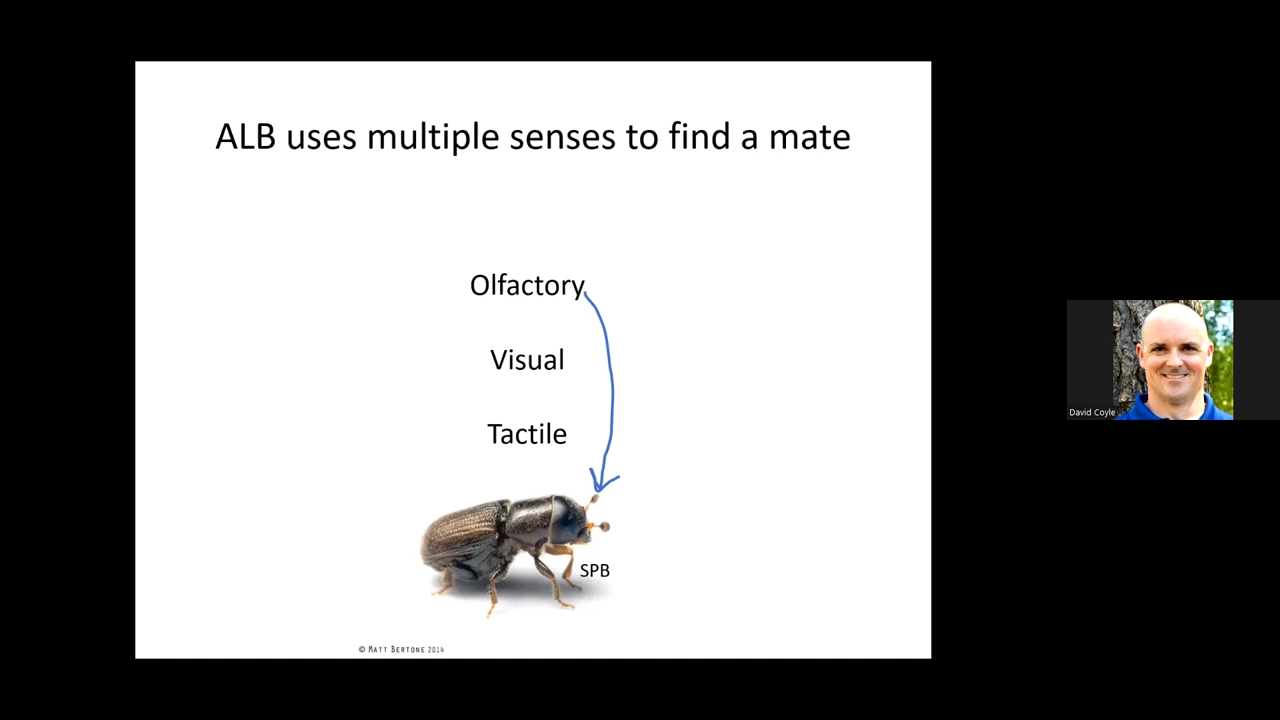 ALB uses multiple senses to find a mate
Olfactory
Visual
Tactile
SPB
© MATT BERTONE 2014
David Coyle